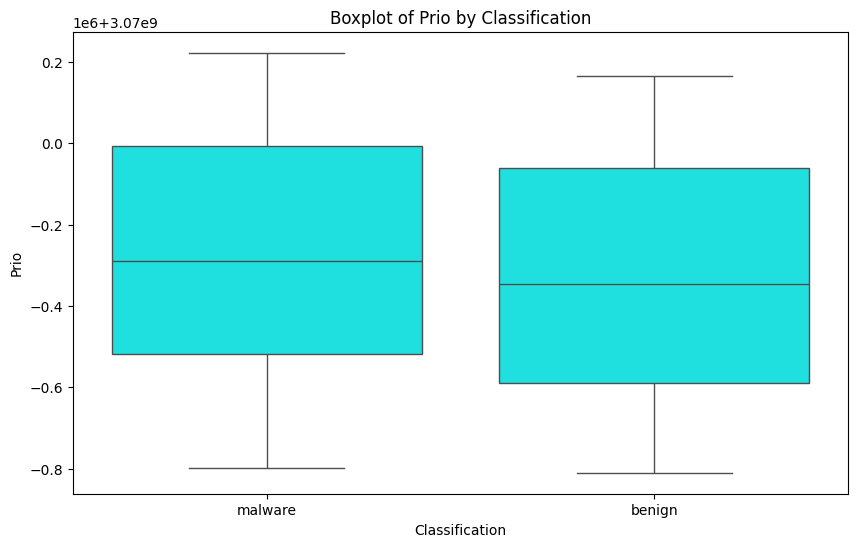 Boxplot of Prio by Classification
1e6+3.07e9
0.2
0.0
−0.2
−0.4
−0.6
−0.8
Prio
malware
benign
Classification